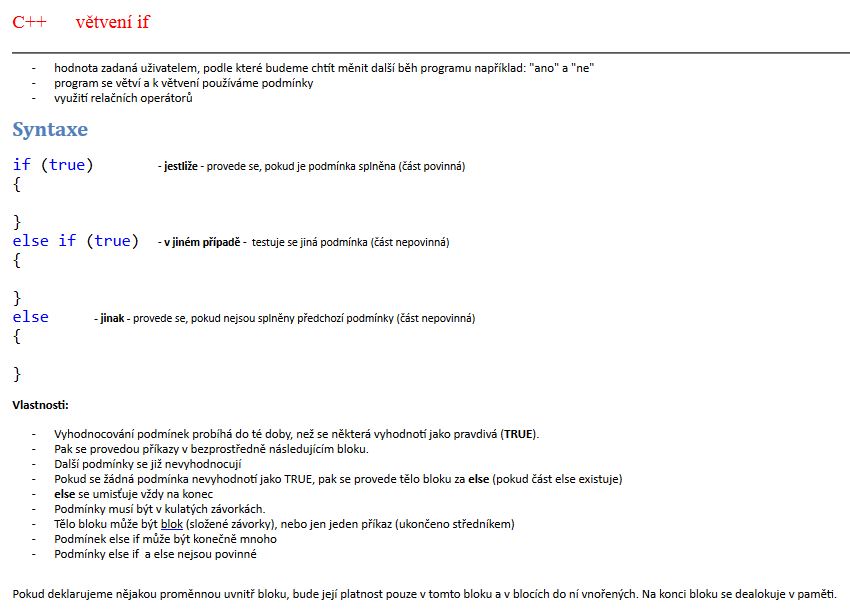 C++ větvení if
- hodnota zadaná uživatelem, podle které budeme chtít měnit další běh programu například: "ano" a "ne"
- program se větví a k větvení používáme podmínky
- využití relačních operátorů
Syntaxe
if (true) - jestliže - provede se, pokud je podmínka splněna (část povinná)
{
}
else if (true) - v jiném případě - testuje se jiná podmínka (část nepovinná)
{
}
else - jinak - provede se, pokud nejsou splněny předchozí podmínky (část nepovinná)
{
}
Vlastnosti:
- Vyhodnocování podmínek probíhá do té doby, než se některá vyhodnotí jako pravdivá (TRUE).
- Pak se provedou příkazy v bezprostředně následujícím bloku.
- Další podmínky se již nevyhodnocují
- Pokud se žádná podmínka nevyhodnotí jako TRUE, pak se provede tělo bloku za else (pokud část else existuje)
- else se umisťuje vždy na konec
- Podmínky musí být v kulatých závorkách.
- Tělo bloku může být blok (složené závorky), nebo jen jeden příkaz (ukončeno středníkem)
- Podmínek else if může být konečně mnoho
- Podmínky else if a else nejsou povinné
Pokud deklarujeme nějakou proměnnou uvnitř bloku, bude její platnost pouze v tomto bloku a v blocích do ní vnořených. Na konci bloku se dealokuje v paměti.